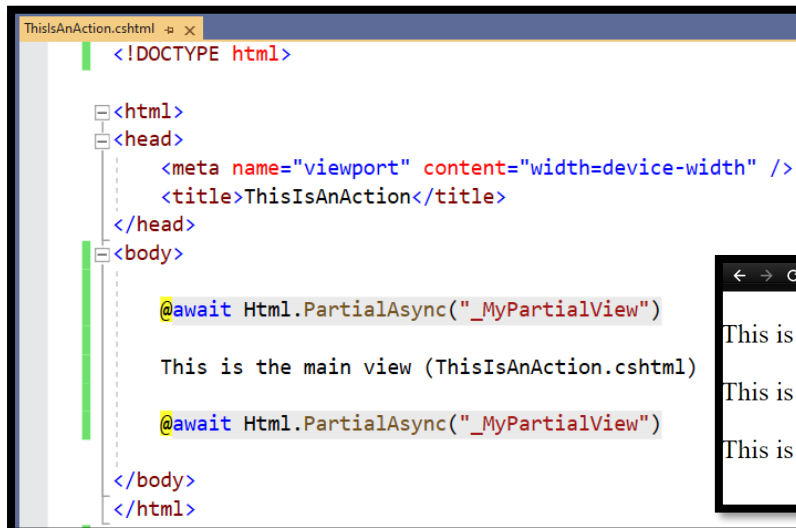 ThisIsAnAction.cshtml
<!DOCTYPE html>
<html>
<head>
<meta name="viewport" content="width=device-width" />
<title>ThisIsAnAction</title>
</head>
<body>
@await Html.PartialAsync("_MyPartialView")
This is the main view (ThisIsAnAction.cshtml)
@await Html.PartialAsync("_MyPartialView")
</body>
</html>
This is
This is
This is